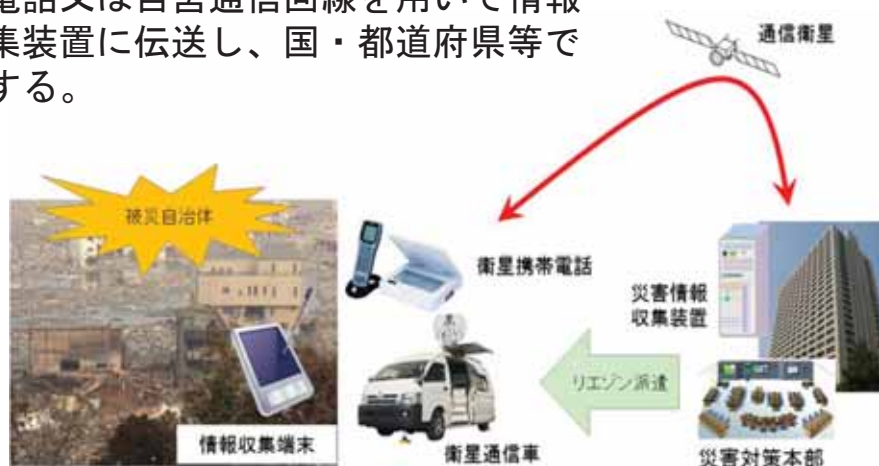 電話又は自営通信回線を用いて情報
集装置に伝送し、国・都道府県等で
する。
通信衛星
被災自治体
衛星携帯電話
災害情報
収集装置
リエゾン派遣
情報収集端末
衛星通信車
災害対策本部